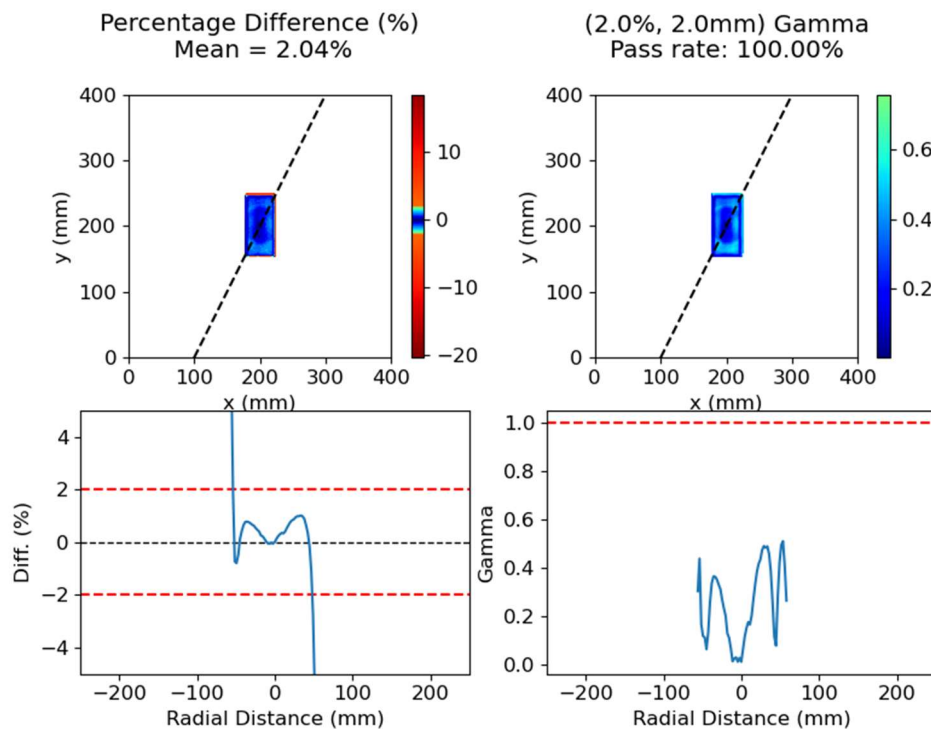 Percentage Difference (%)
Mean = 2.04%
(2.0%, 2.0mm) Gamma
Pass rate: 100.00%
400
300
200
100
0
y (mm)
0 100 200 300 400
x (mm)
10
0
−10
−20
400
300
200
100
0
y (mm)
0 100 200 300 400
x (mm)
0.6
0.4
0.2
4
2
0
−2
−4
Diff. (%)
−200 −100 0 100 200
Radial Distance (mm)
1.0
0.8
0.6
0.4
0.2
0.0
Gamma
−200 −100 0 100 200
Radial Distance (mm)